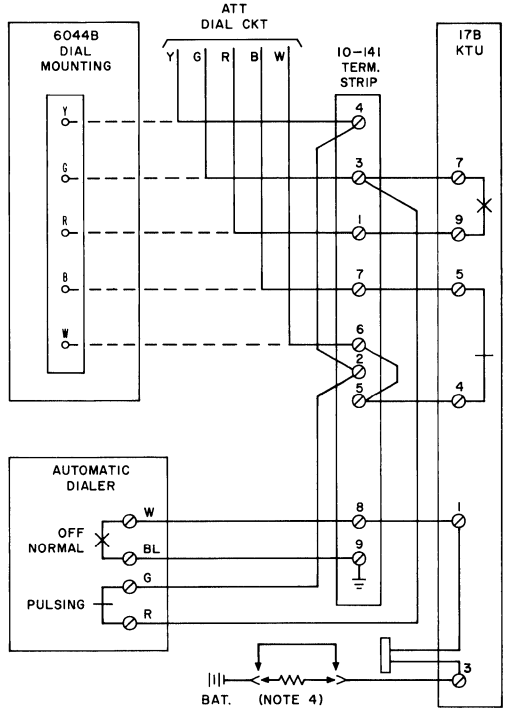 ATT
DIAL CKT
Y G R B W
6044B
DIAL
MOUNTING
Y
G
R
B
W
10-141
TERM.
STRIP
4
3
1
7
6
2
5
8
9
17B
KTU
7
9
5
4
1
3
AUTOMATIC
DIALER
OFF
NORMAL
W
BL
PULSING
G
R
BAT.
(NOTE 4)